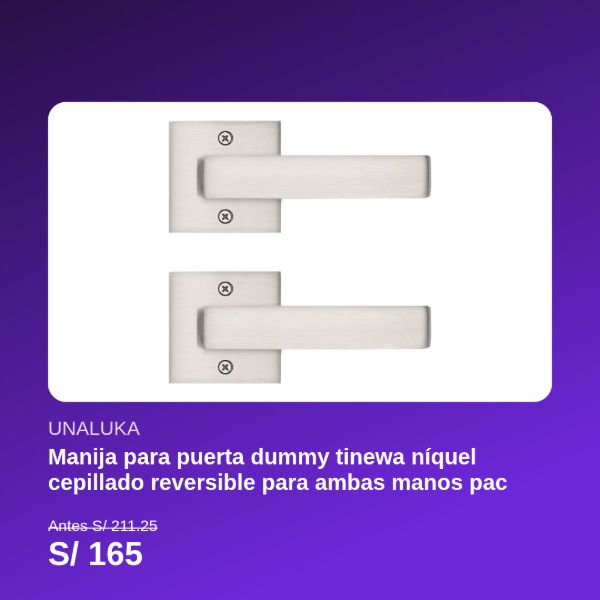 UNALUKA
Manija para puerta dummy tinewa níquel
cepillado reversible para ambas manos pac
Antes S/ 211.25
S/ 165